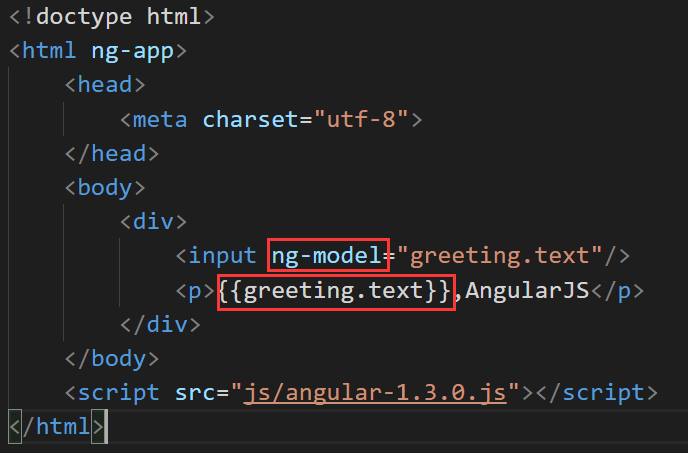 <!doctype html>
<html ng-app>
    <head>
        <meta charset="utf-8">
    </head>
    <body>
        <div>
            <input ng-model="greeting.text"/>
            <p>{{greeting.text}},AngularJS</p>
        </div>
    </body>
    <script src="js/angular-1.3.0.js"></script>
</html>